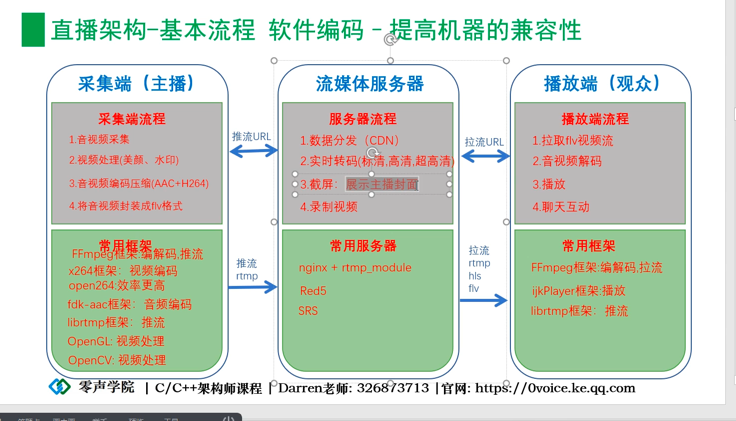 直播架构-基本流程 软件编码 - 提高机器的兼容性
采集端（主播）
采集端流程
1.音视频采集
2.视频处理(美颜、水印)
3.音视频编码压缩(AAC+H264)
4.将音视频封装成flv格式
常用框架
FFmpeg框架:编解码,推流
x264框架：视频编码
open264:效率更高
fdk-aac框架：音频编码
librtmp框架：推流
OpenGL: 视频处理
OpenCV: 视频处理
推流URL
推流
rtmp
流媒体服务器
服务器流程
1.数据分发（CDN）
2.实时转码(标清,高清,超高清)
3.截屏：展示主播封面
4.录制视频
常用服务器
nginx + rtmp_module
Red5
SRS
拉流URL
拉流
rtmp
hls
flv
播放端（观众）
播放端流程
1.拉取flv视频流
2.音视频解码
3.播放
4.聊天互动
常用框架
FFmpeg框架:编解码,拉流
ijkPlayer框架:播放
librtmp框架：推流
零声学院 | C/C++架构师课程 | Darren老师: 326873713 |官网: https://0voice.ke.qq.com